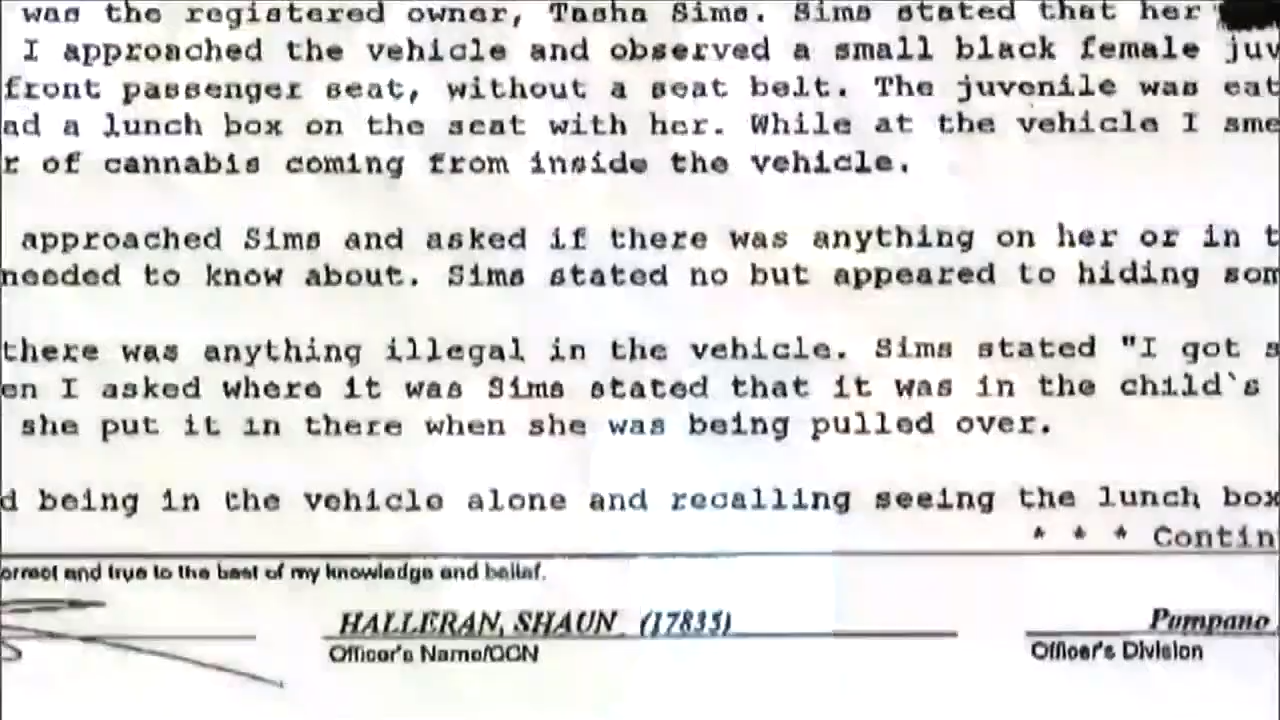 was the registered owner, Tasha Sims. Sims stated that her
I approached the vehicle and observed a small black female juv
front passenger seat, without a seat belt. The juvenile was eat
ad a lunch box on the seat with her. While at the vehicle I sme
r of cannabis coming from inside the vehicle.
approached Sims and asked if there was anything on her or in t
needed to know about. Sims stated no but appeared to hiding som
there was anything illegal in the vehicle. Sims stated "I got s
en I asked where it was Sims stated that it was in the child`s
she put it in there when she was being pulled over.
d being in the vehicle alone and recalling seeing the lunch box
* * * Contin
orrect and true to the best of my knowledge and belief.
HALLERAN, SHAUN (17835)
Pompano
Officer's Name/CCN
Officer's Division